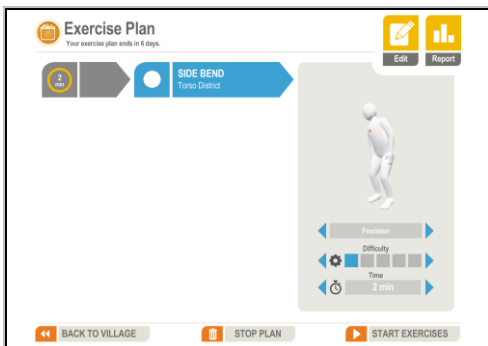 Exercise Plan
Your exercise plan ends in 6 days.
Edit
Report
2
min
SIDE BEND
Torso District
Precision
Difficulty
Time
2 min
BACK TO VILLAGE
STOP PLAN
START EXERCISES